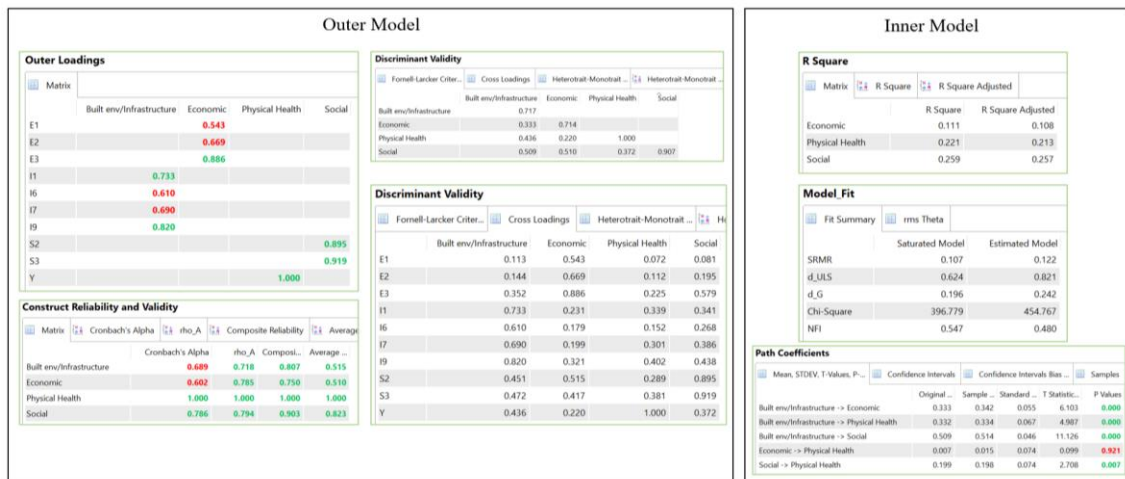 Outer Model
Outer Loadings
Matrix
Built env/Infrastructure Economic Physical Health Social
E1 0.543
E2 0.669
E3 0.886
I1 0.733
I6 0.610
I7 0.690
I9 0.820
S2 0.895
S3 0.919
Y 1.000
Construct Reliability and Validity
Matrix Cronbach's Alpha rho_A Composite Reliability Average
Cronbach's Alpha rho_A Composi... Average ...
Built env/Infrastructure 0.689 0.718 0.807 0.515
Economic 0.602 0.785 0.750 0.510
Physical Health 1.000 1.000 1.000 1.000
Social 0.786 0.794 0.903 0.823
Discriminant Validity
Fornell-Larcker Criter... Cross Loadings Heterotrait-Monotrait ... Heterotrait-Monotrait
Built env/Infrastructure Economic Physical Health Social
Built env/Infrastructure 0.717
Economic 0.333 0.714
Physical Health 0.436 0.220 1.000
Social 0.509 0.510 0.372 0.907
Discriminant Validity
Fornell-Larcker Criter... Cross Loadings Heterotrait-Monotrait ... He
Built env/Infrastructure Economic Physical Health Social
E1 0.113 0.543 0.072 0.081
E2 0.144 0.669 0.112 0.195
E3 0.352 0.886 0.225 0.579
I1 0.733 0.231 0.339 0.341
I6 0.610 0.179 0.152 0.268
I7 0.690 0.199 0.301 0.386
I9 0.820 0.321 0.402 0.438
S2 0.451 0.515 0.289 0.895
S3 0.472 0.417 0.381 0.919
Y 0.436 0.220 1.000 0.372
Inner Model
R Square
Matrix R Square R Square Adjusted
R Square R Square Adjusted
Economic 0.111 0.108
Physical Health 0.221 0.213
Social 0.259 0.257
Model_Fit
Fit Summary rms Theta
Saturated Model Estimated Model
SRMR 0.107 0.122
d_ULS 0.624 0.821
d_G 0.196 0.242
Chi-Square 396.779 454.767
NFI 0.547 0.480
Path Coefficients
Mean, STDEV, T-Values, P-... Confidence Intervals Confidence Intervals Bias ... Samples
Original ... Sample ... Standard ... T Statistic... P Values
Built env/Infrastructure -> Economic 0.333 0.342 0.055 6.103 0.000
Built env/Infrastructure -> Physical Health 0.332 0.334 0.067 4.987 0.000
Built env/Infrastructure -> Social 0.509 0.514 0.046 11.126 0.000
Economic -> Physical Health 0.007 0.015 0.074 0.099 0.921
Social -> Physical Health 0.199 0.198 0.074 2.708 0.007